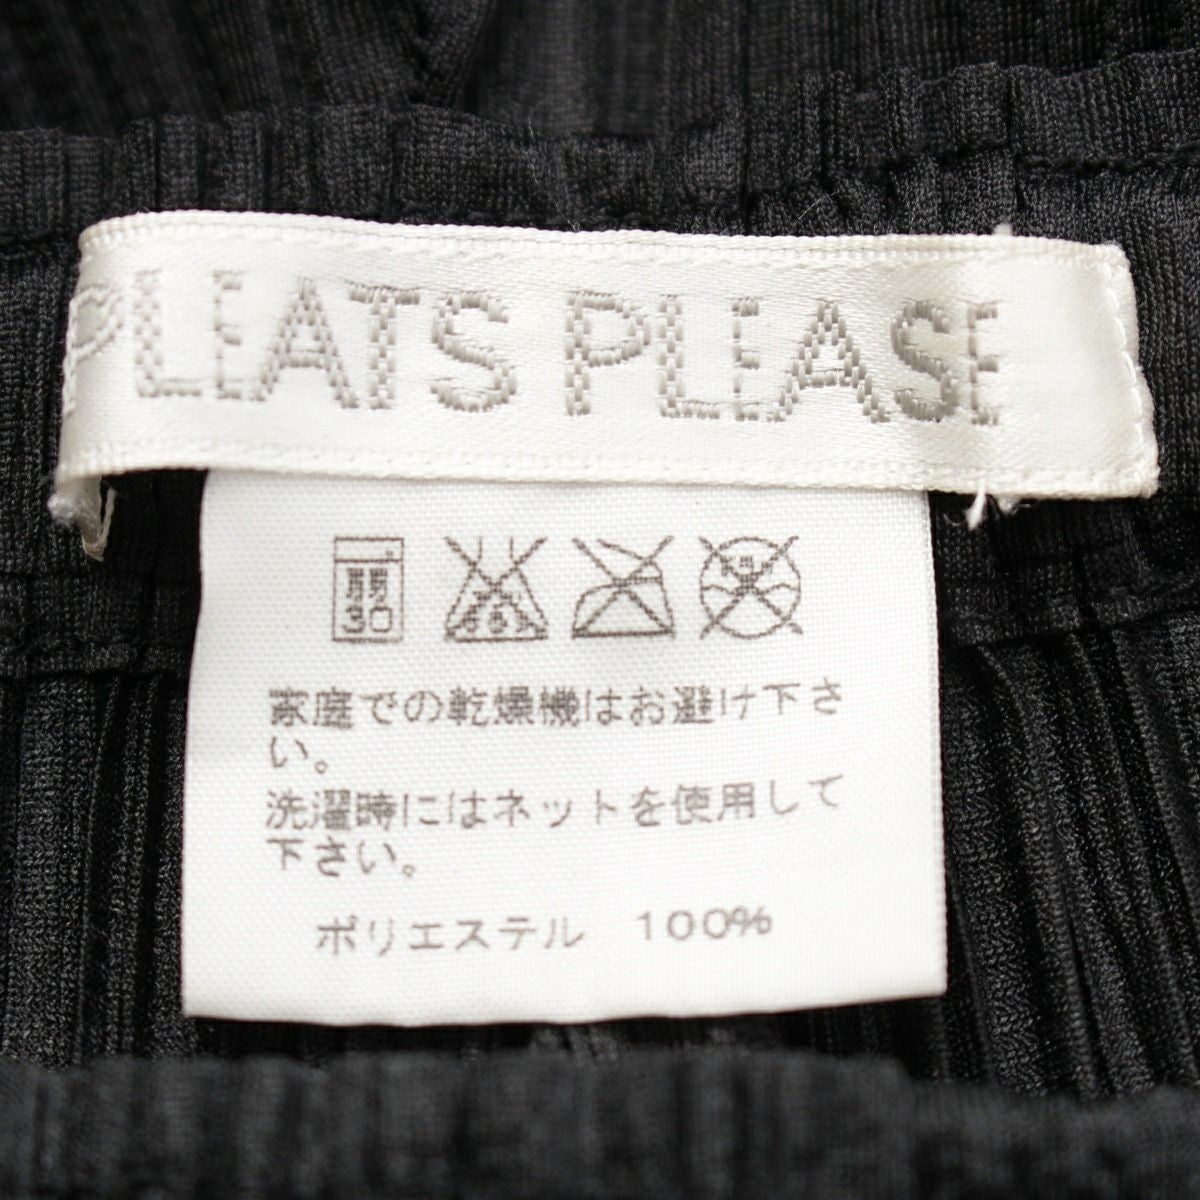 PLEATS PLEASE
弱
30
家庭での乾燥機はお避け下さ
い。
洗濯時にはネットを使用して
下さい。
ポリエステル 100%